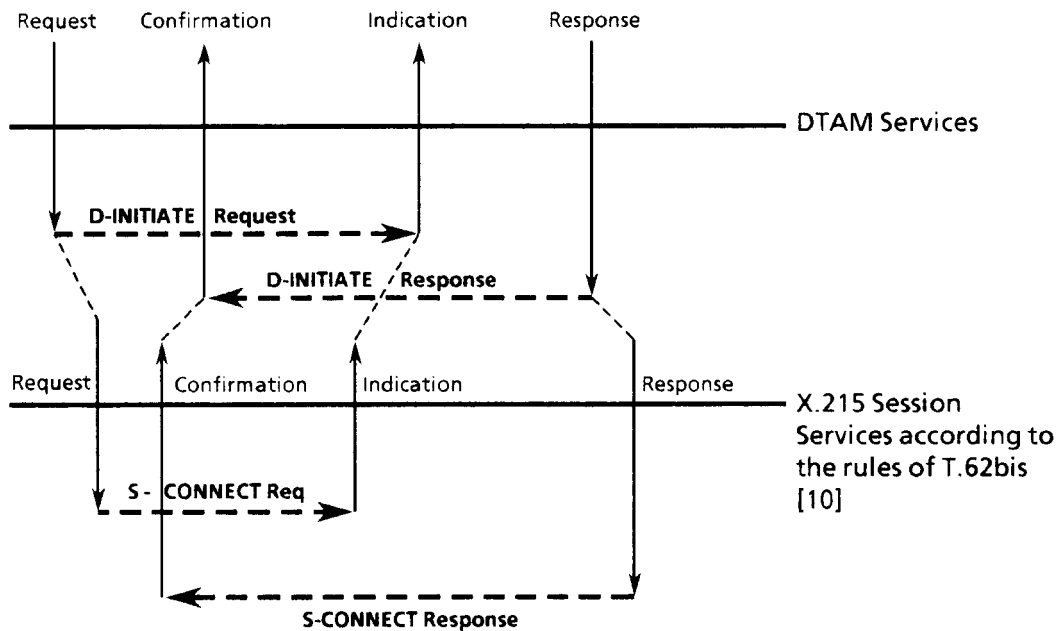 Request Confirmation Indication Response
DTAM Services
D-INITIATE Request
D-INITIATE Response
Request Confirmation Indication Response
X.215 Session
Services according to
the rules of T.62bis
[10]
S - CONNECT Req
S-CONNECT Response